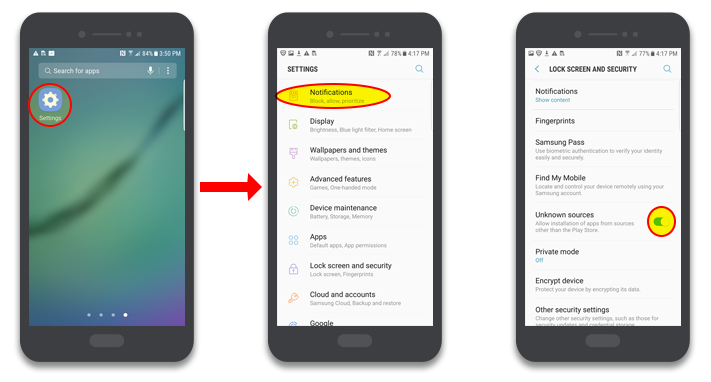 84% 3:50 PM
Search for apps
Settings
78% 4:17 PM
SETTINGS
Notifications
Block, allow, prioritize
Display
Brightness, Blue light filter, Home screen
Wallpapers and themes
Wallpapers, themes, icons
Advanced features
Games, One-handed mode
Device maintenance
Battery, Storage, Memory
Apps
Default apps, App permissions
Lock screen and security
Lock screen, Fingerprints
Cloud and accounts
Samsung Cloud, Backup and restore
Google
77% 4:17 PM
LOCK SCREEN AND SECURITY
Notifications
Show content
Fingerprints
Samsung Pass
Use biometric authentication to verify your identity
easily and securely.
Find My Mobile
Locate and control your device remotely using your
Samsung account.
Unknown sources
Allow installation of apps from sources
other than the Play Store.
Private mode
Off
Encrypt device
Protect your device by encrypting its data.
Other security settings
Change other security settings, such as those for
security updates and credential storage.